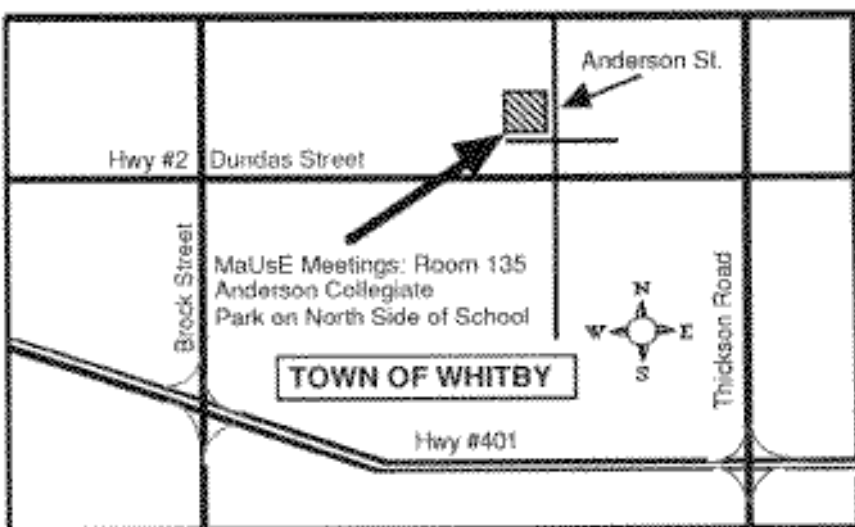 Anderson St.
Hwy #2 Dundas Street
MaUsE Meetings: Room 135
Anderson Collegiate
Park on North Side of School
Brock Street
N
W E
S
Thickson Road
TOWN OF WHITBY
Hwy #401